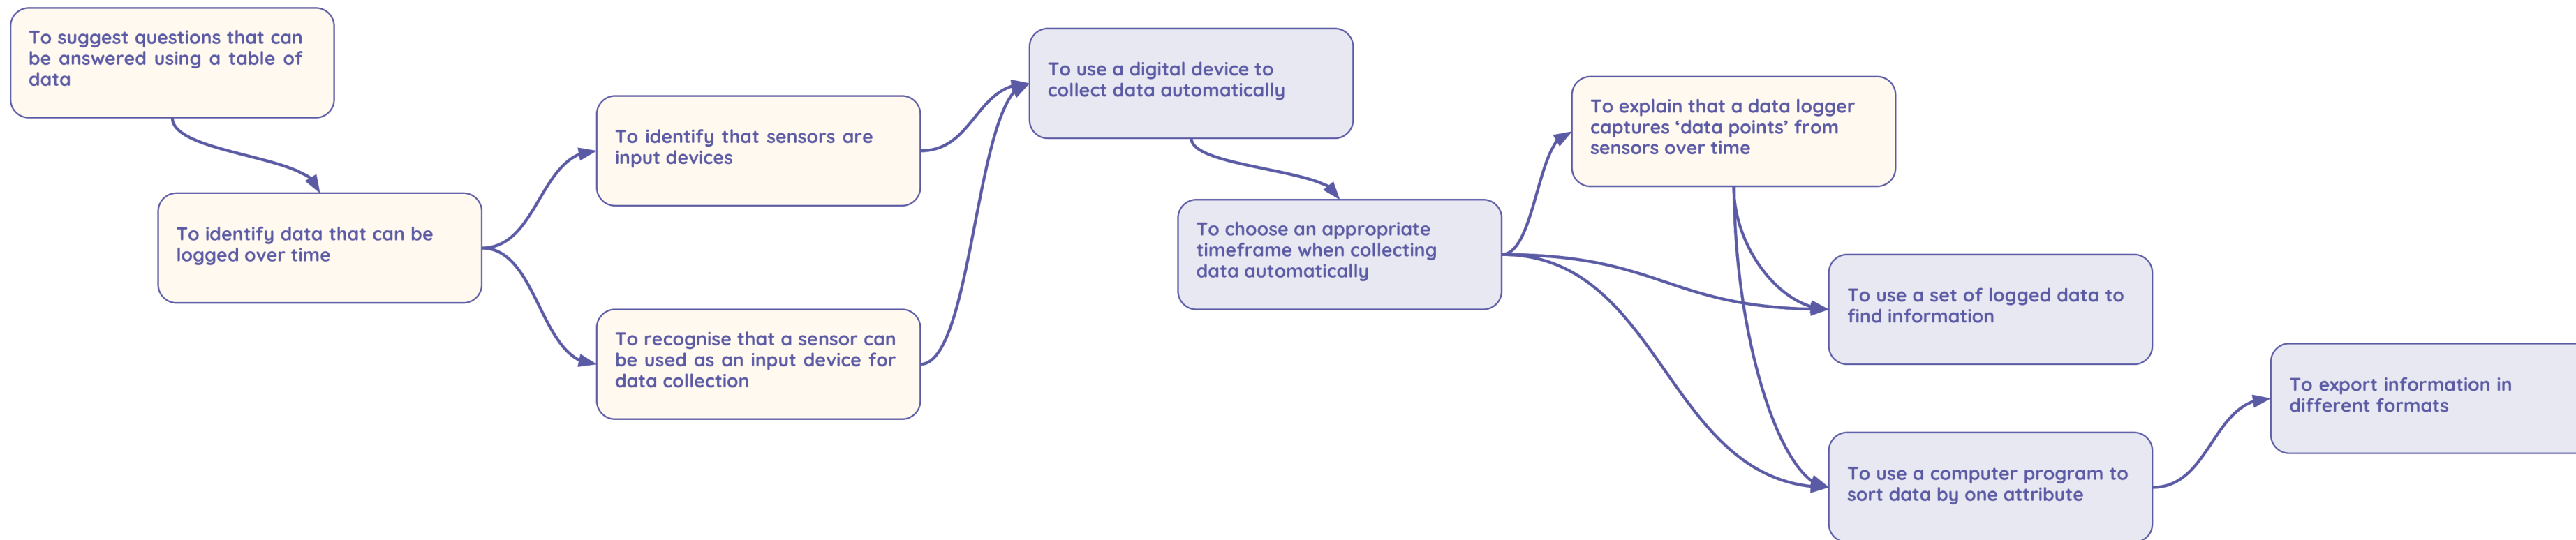 To suggest questions that can
be answered using a table of
data
To identify data that can be
logged over time
To identify that sensors are
input devices
To recognise that a sensor can
be used as an input device for
data collection
To use a digital device to
collect data automatically
To choose an appropriate
timeframe when collecting
data automatically
To explain that a data logger
captures ‘data points’ from
sensors over time
To use a set of logged data to
find information
To use a computer program to
sort data by one attribute
To export information in
different formats